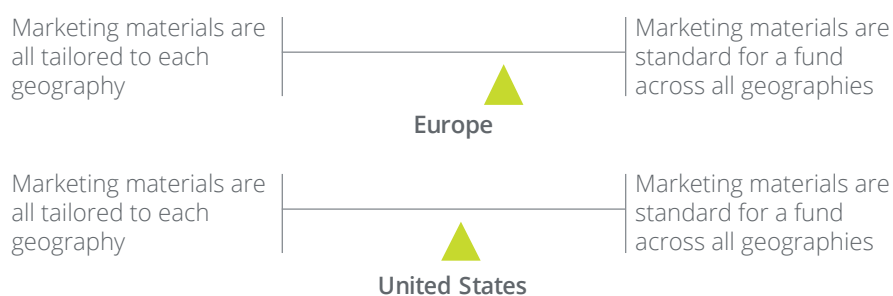 Marketing materials are
all tailored to each
geography
Marketing materials are
standard for a fund
across all geographies
Europe
Marketing materials are
all tailored to each
geography
Marketing materials are
standard for a fund
across all geographies
United States